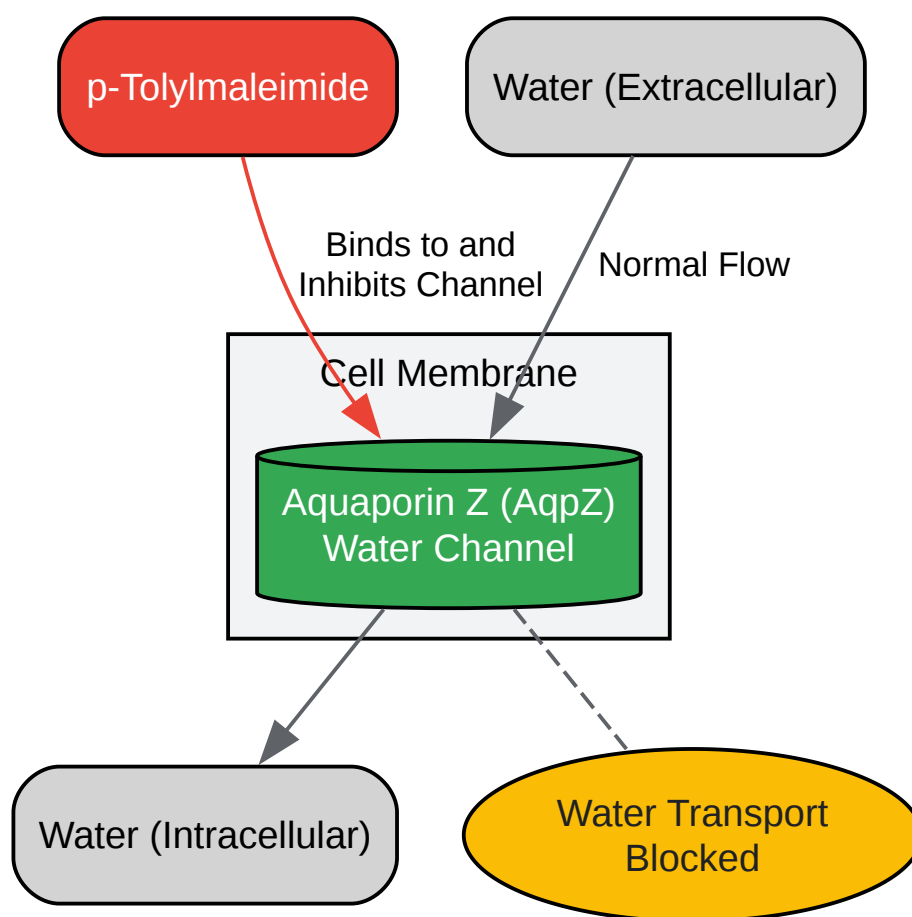 p-Tolylmaleimide
Water (Extracellular)
Binds to and
Inhibits Channel
Normal Flow
Cell Membrane
Aquaporin Z (AqpZ)
Water Channel
Water (Intracellular)
Water Transport
Blocked